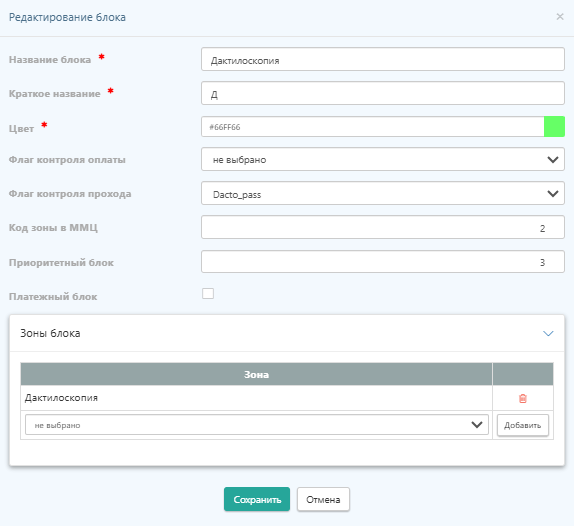 Редактирование блока ×
Название блока * Дактилоскопия
Краткое название * Д
Цвет * #66FF66
Флаг контроля оплаты не выбрано
Флаг контроля прохода Dacto_pass
Код зоны в ММЦ 2
Приоритетный блок 3
Платежный блок
Зоны блока
Зона
Дактилоскопия
не выбрано Добавить
Сохранить Отмена